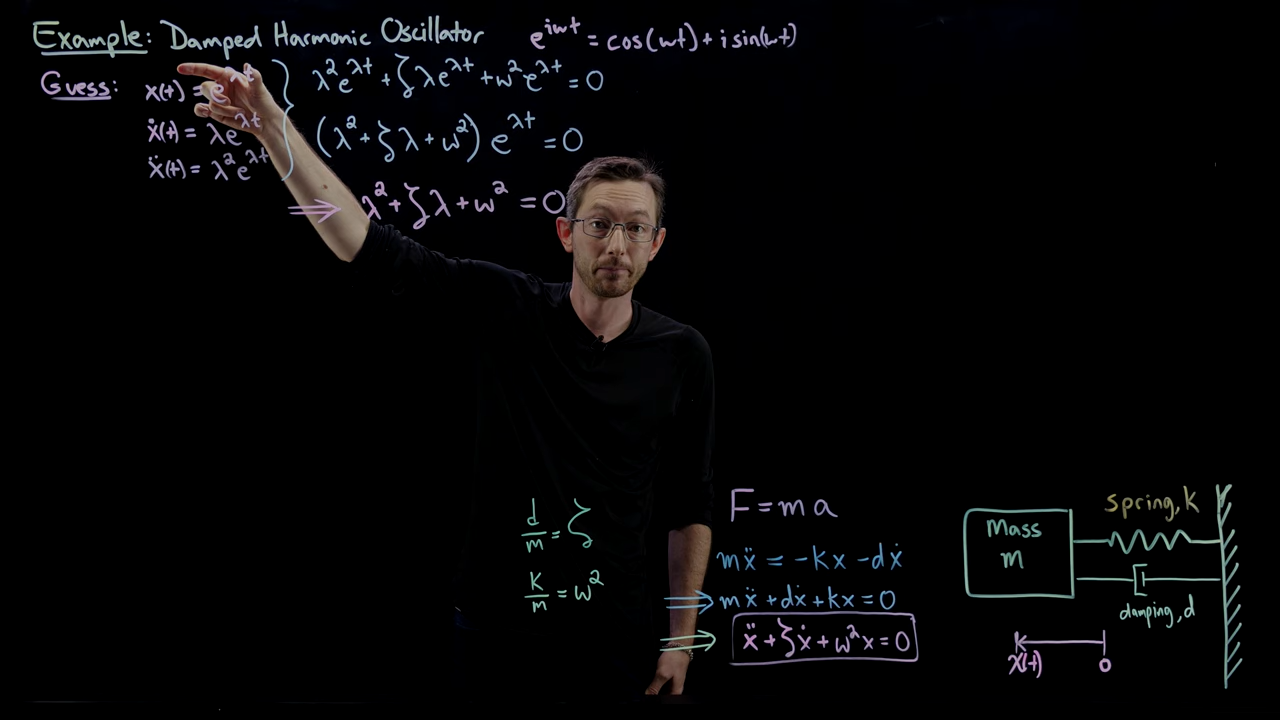 Example: Damped Harmonic Oscillator
e^{iωt} = cos(ωt) + i sin(ωt)
Guess:
x(t) = e^{λt}
ẋ(t) = λe^{λt}
ẍ(t) = λ²e^{λt}
λ²e^{λt} + ζλe^{λt} + ω²e^{λt} = 0
(λ² + ζλ + ω²) e^{λt} = 0
⟹ λ² + ζλ + ω² = 0
d/m = ζ
k/m = ω²
F = ma
mẍ = -kx - dẋ
⟹ mẍ + dẋ + kx = 0
⟹ ẍ + ζẋ + ω²x = 0
Mass
m
spring, k
damping, d
x(t)
0